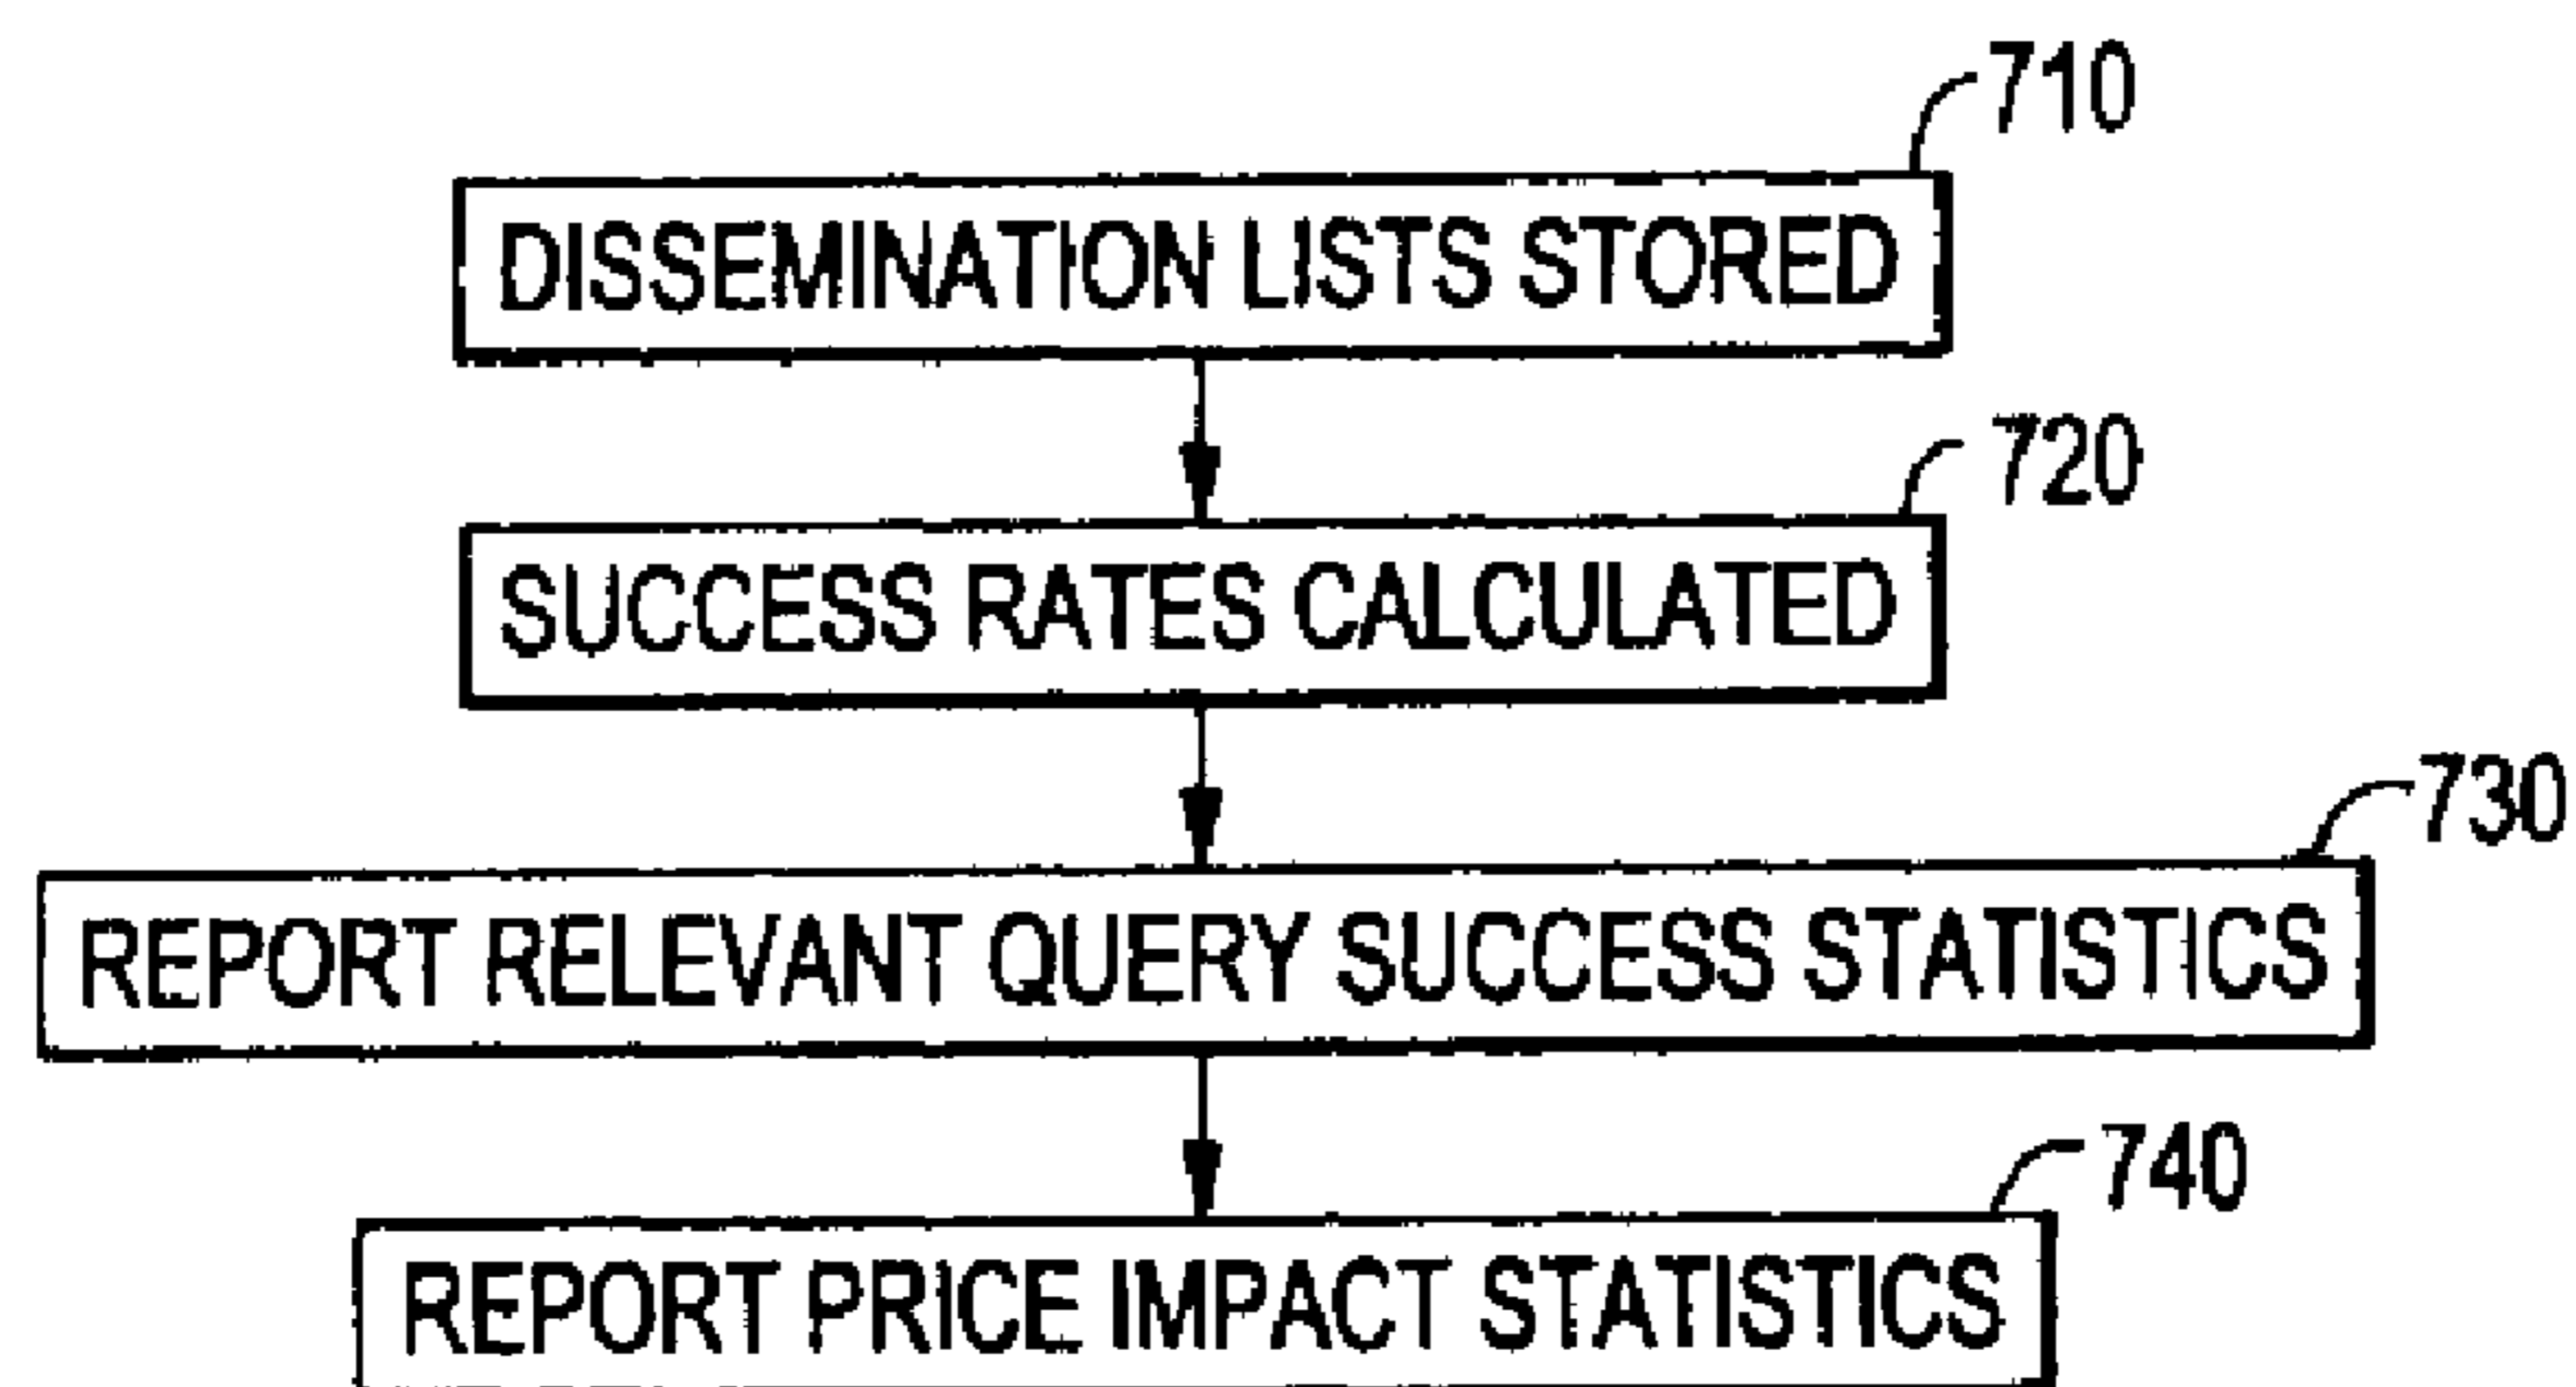 710
DISSEMINATION LISTS STORED
720
SUCCESS RATES CALCULATED
730
REPORT RELEVANT QUERY SUCCESS STATISTICS
740
REPORT PRICE IMPACT STATISTICS